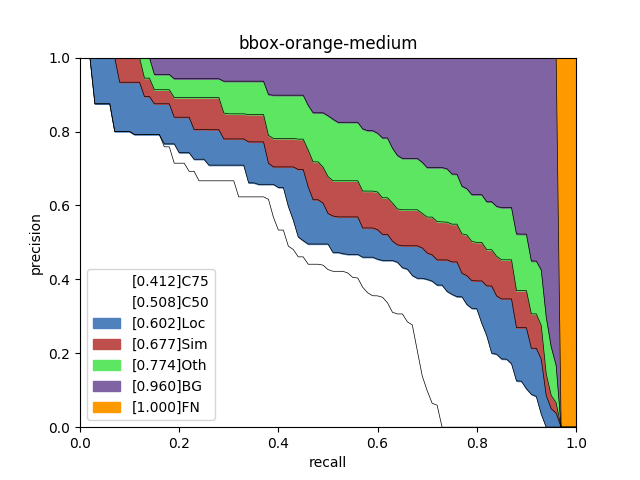 bbox-orange-medium
precision
1.0
0.8
0.6
0.4
0.2
0.0
[0.412]C75
[0.508]C50
[0.602]Loc
[0.677]Sim
[0.774]Oth
[0.960]BG
[1.000]FN
0.0 0.2 0.4 0.6 0.8 1.0
recall